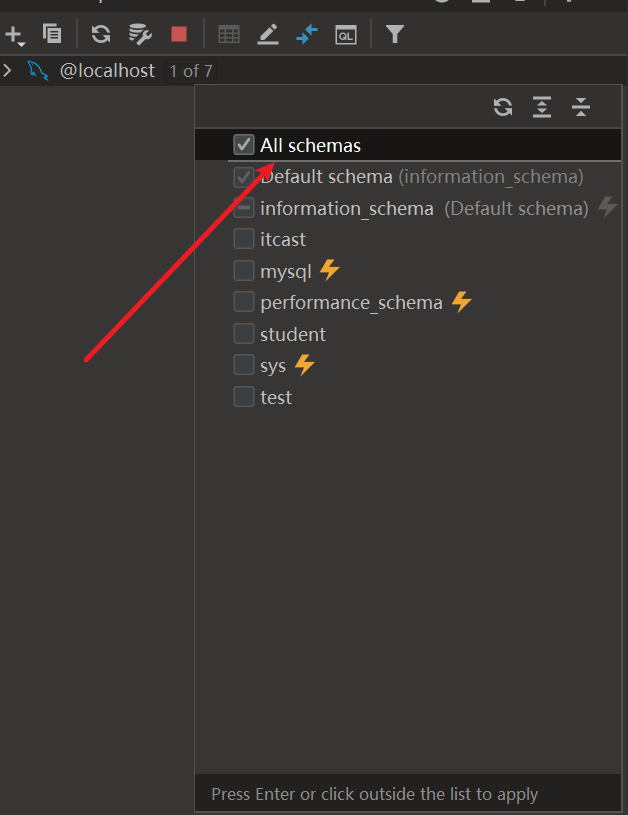 @localhost 1 of 7
All schemas
Default schema (information_schema)
information_schema (Default schema)
itcast
mysql
performance_schema
student
sys
test
Press Enter or click outside the list to apply
QL